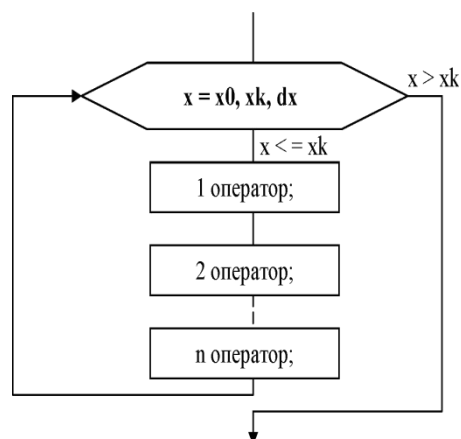 x > xk
x = x0, xk, dx
x < = xk
1 оператор;
2 оператор;
n оператор;